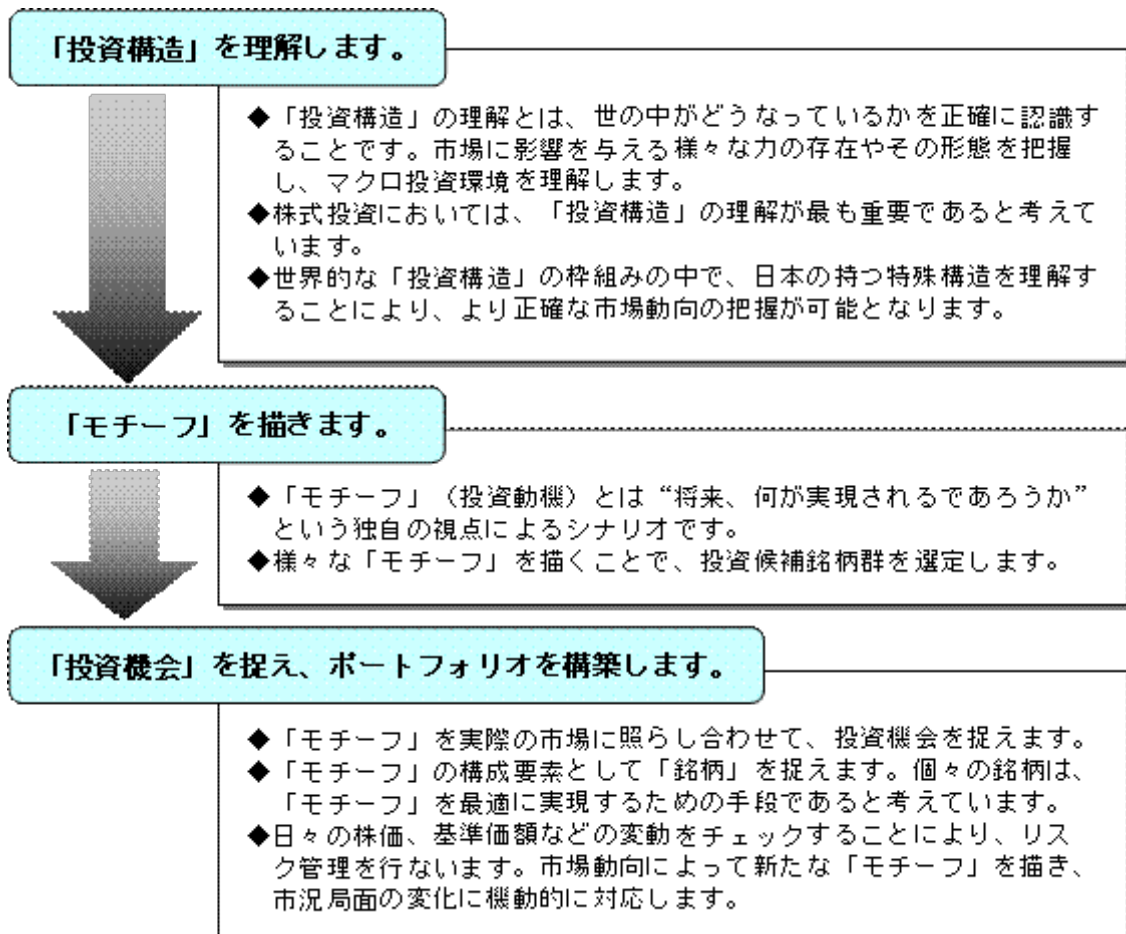 「投資構造」を理解します。
◆「投資構造」の理解とは、世の中がどうなっているかを正確に認識す
ることです。市場に影響を与える様々な力の存在やその形態を把握
し、マクロ投資環境を理解します。
◆株式投資においては、「投資構造」の理解が最も重要であると考えて
います。
◆世界的な「投資構造」の枠組みの中で、日本の持つ特殊構造を理解す
ることにより、より正確な市場動向の把握が可能となります。
「モチーフ」を描きます。
◆「モチーフ」（投資動機）とは“将来、何が実現されるであろうか”
という独自の視点によるシナリオです。
◆様々な「モチーフ」を描くことで、投資候補銘柄群を選定します。
「投資機会」を捉え、ポートフォリオを構築します。
◆「モチーフ」を実際の市場に照らし合わせて、投資機会を捉えます。
◆「モチーフ」の構成要素として「銘柄」を捉えます。個々の銘柄は、
「モチーフ」を最適に実現するための手段であると考えています。
◆日々の株価、基準価額などの変動をチェックすることにより、リス
ク管理を行ないます。市場動向によって新たな「モチーフ」を描き、
市況局面の変化に機動的に対応します。